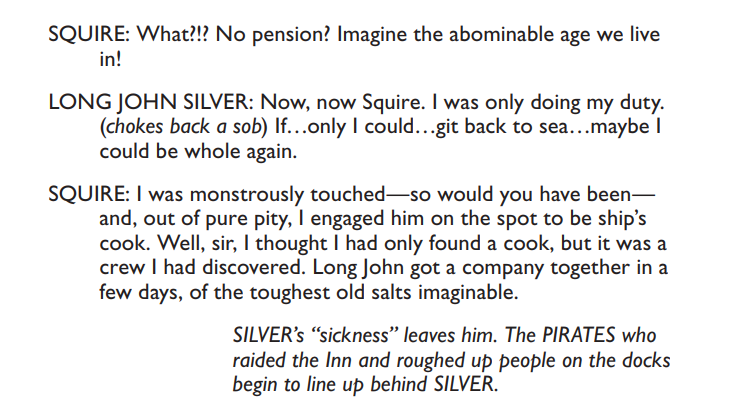 SQUIRE: What?!? No pension? Imagine the abominable age we live
in!
LONG JOHN SILVER: Now, now Squire. I was only doing my duty.
(chokes back a sob) If…only I could…git back to sea…maybe I
could be whole again.
SQUIRE: I was monstrously touched—so would you have been—
and, out of pure pity, I engaged him on the spot to be ship’s
cook. Well, sir, I thought I had only found a cook, but it was a
crew I had discovered. Long John got a company together in a
few days, of the toughest old salts imaginable.
SILVER’s “sickness” leaves him. The PIRATES who
raided the Inn and roughed up people on the docks
begin to line up behind SILVER.